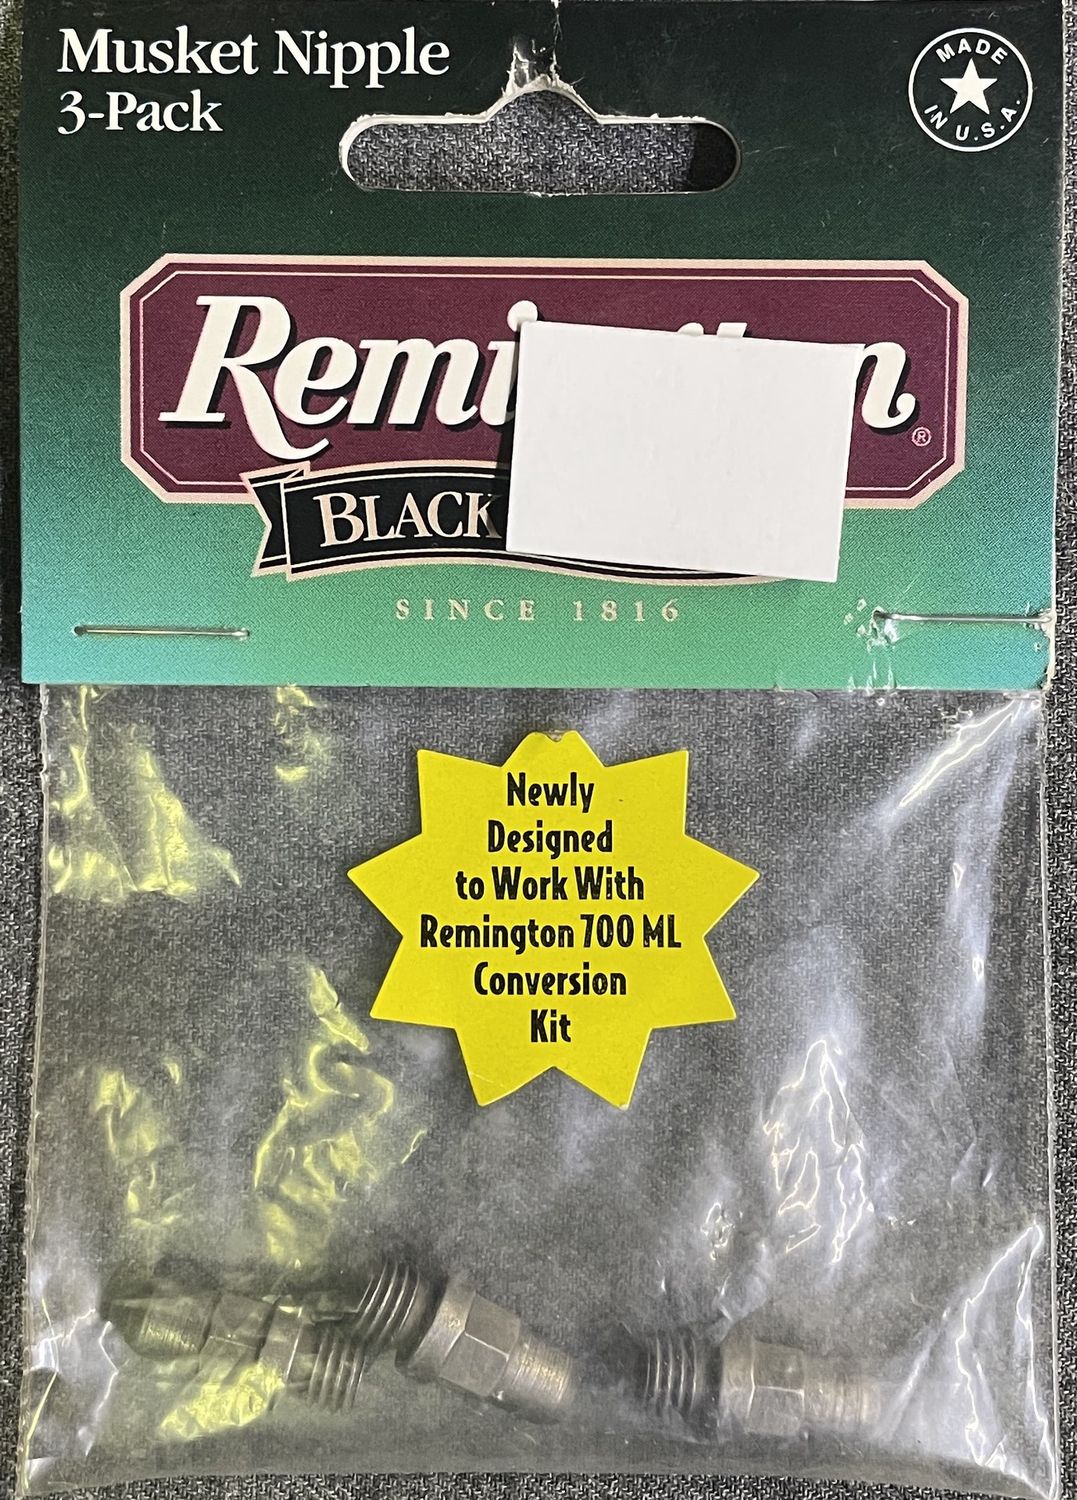 Musket Nipple
3-Pack
MADE
IN U.S.A.
BLACK
SINCE 1816
Newly
Designed
to Work With
Remington 700 ML
Conversion
Kit